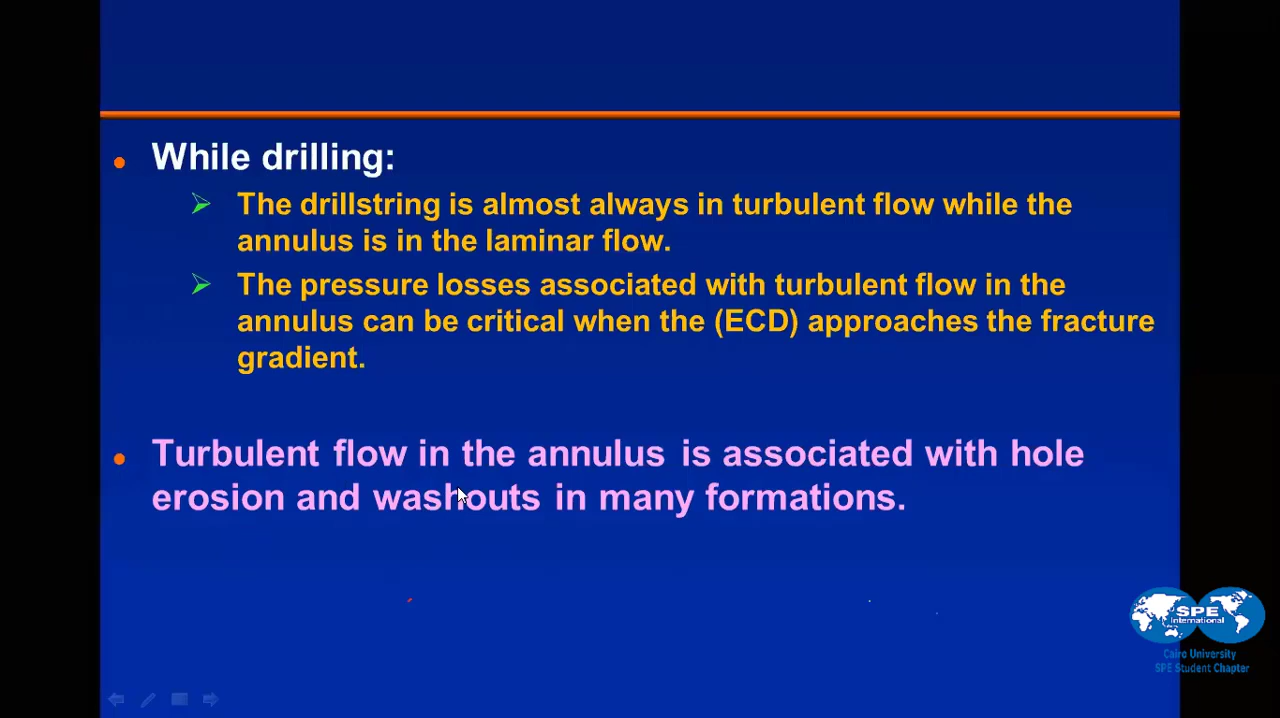 While drilling:
The drillstring is almost always in turbulent flow while the
annulus is in the laminar flow.
The pressure losses associated with turbulent flow in the
annulus can be critical when the (ECD) approaches the fracture
gradient.
Turbulent flow in the annulus is associated with hole
erosion and washouts in many formations.
SPE
International
Cairo University
SPE Student Chapter